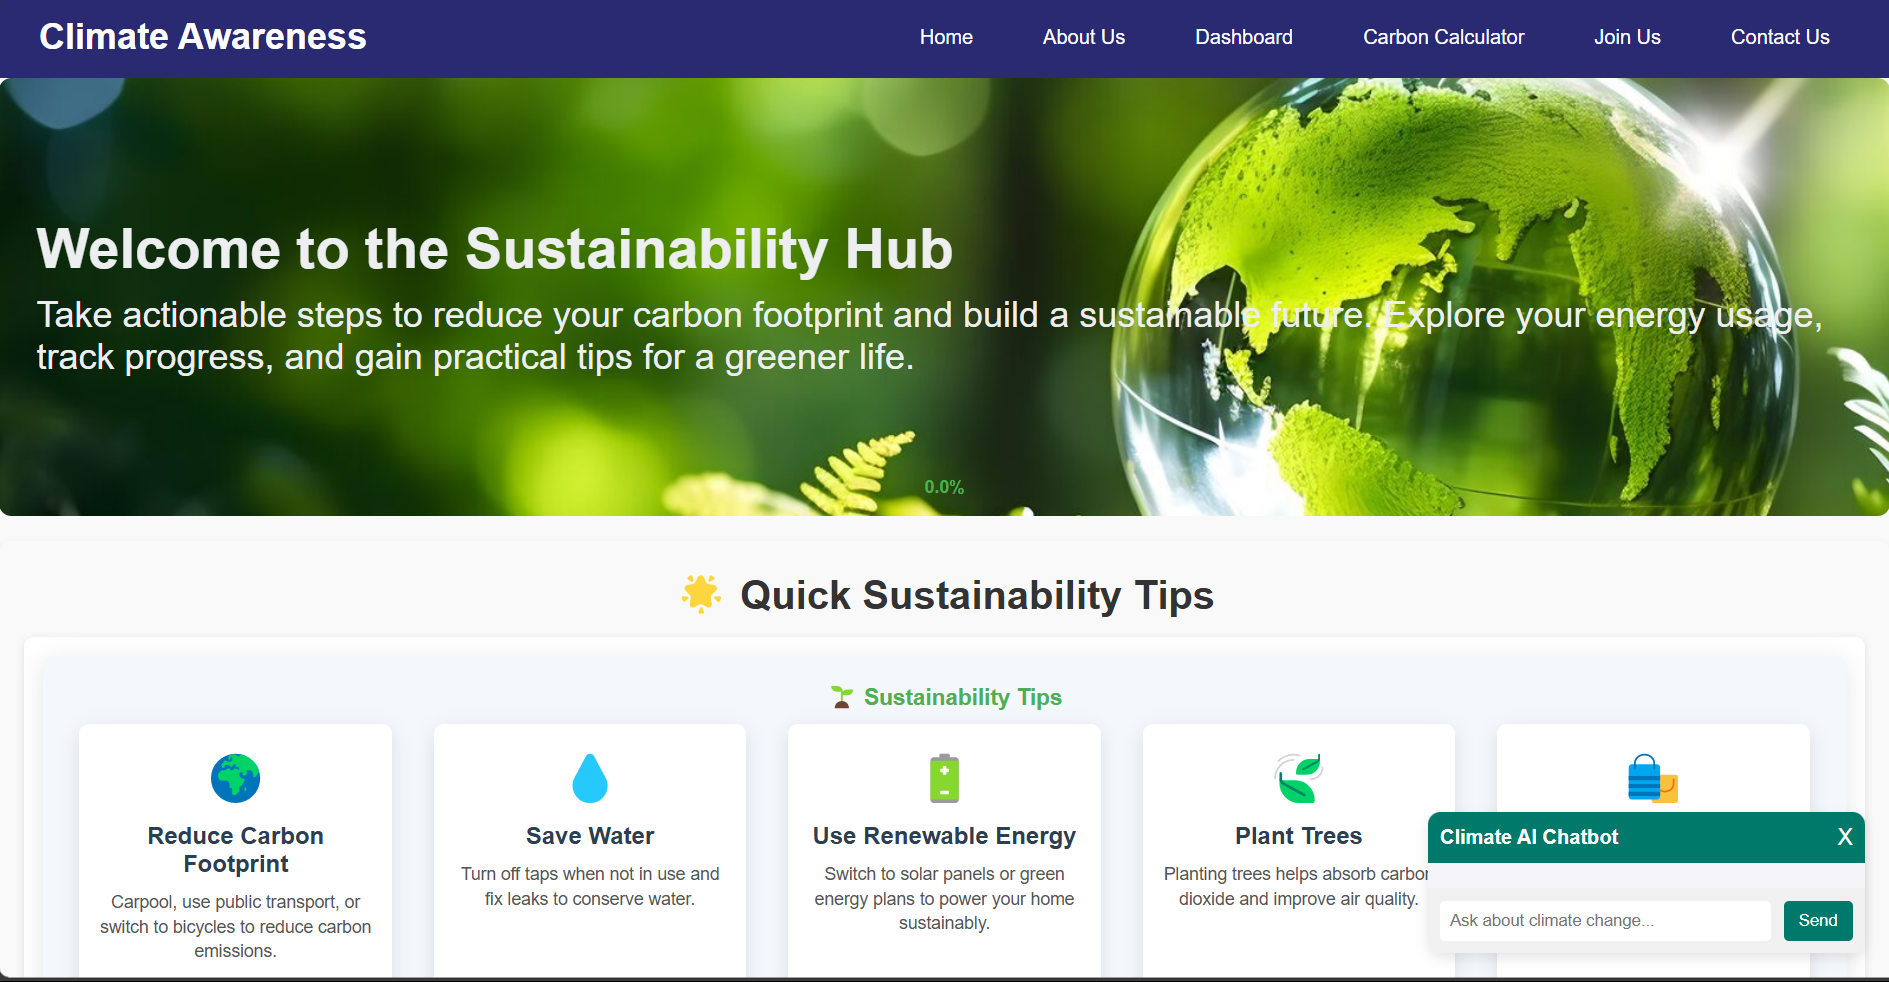 Climate Awareness
Home
About Us
Dashboard
Carbon Calculator
Join Us
Contact Us
Welcome to the Sustainability Hub
Take actionable steps to reduce your carbon footprint and build a sustainable future. Explore your energy usage,
track progress, and gain practical tips for a greener life.
0.0%
Quick Sustainability Tips
Sustainability Tips
Reduce Carbon
Footprint
Carpool, use public transport, or
switch to bicycles to reduce carbon
emissions.
Save Water
Turn off taps when not in use and
fix leaks to conserve water.
Use Renewable Energy
Switch to solar panels or green
energy plans to power your home
sustainably.
Plant Trees
Planting trees helps absorb carbon
dioxide and improve air quality.
Climate AI Chatbot
X
Ask about climate change...
Send